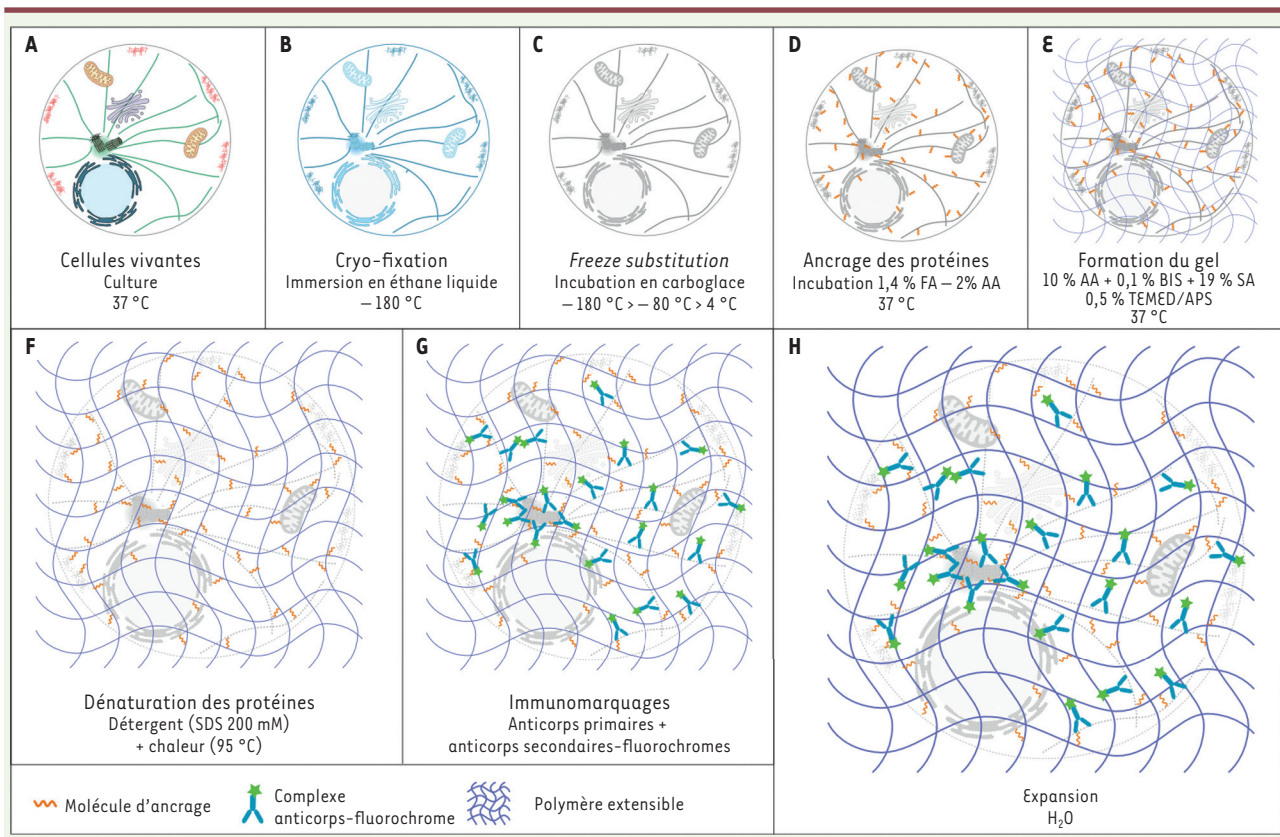 A
Cellules vivantes
Culture
37 °C
B
Cryo-fixation
Immersion en éthane liquide
– 180 °C
C
Freeze substitution
Incubation en carboglace
– 180 °C > – 80 °C > 4 °C
D
Ancrage des protéines
Incubation 1,4 % FA – 2% AA
37 °C
E
Formation du gel
10 % AA + 0,1 % BIS + 19 % SA
0,5 % TEMED/APS
37 °C
F
Dénaturation des protéines
Détergent (SDS 200 mM)
+ chaleur (95 °C)
G
Immunomarquages
Anticorps primaires +
anticorps secondaires-fluorochromes
H
Expansion
H₂O
Molécule d'ancrage
Complexe
anticorps-fluorochrome
Polymère extensible